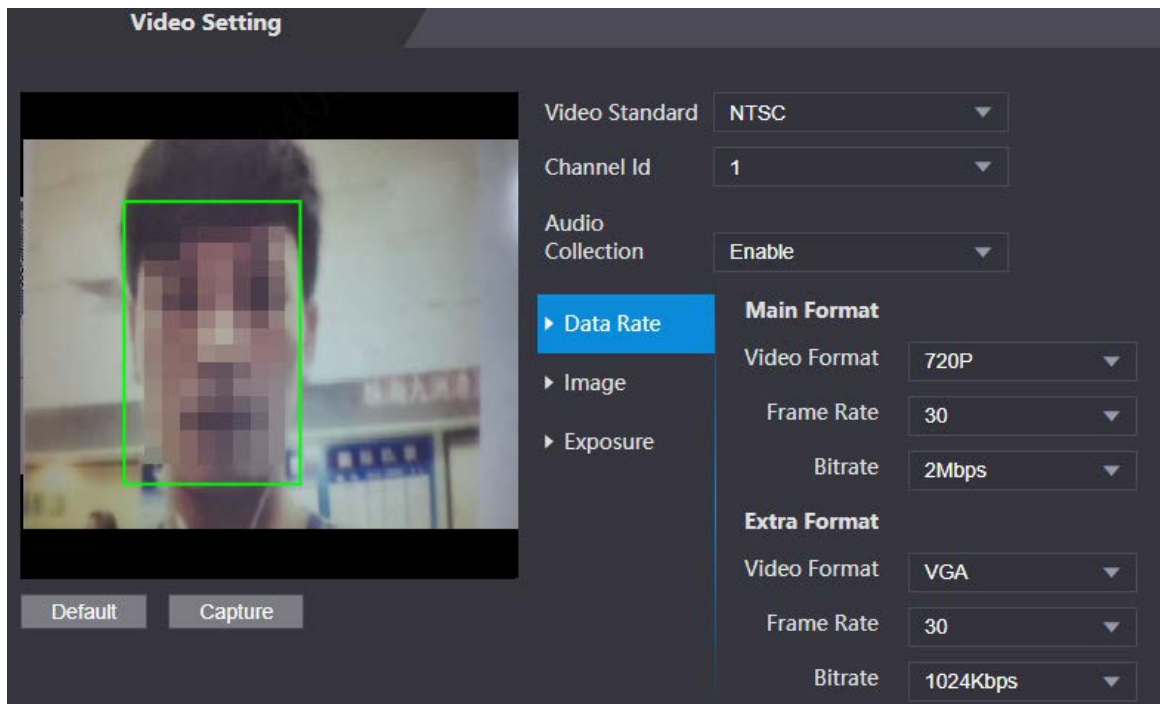 Video Setting
Video Standard NTSC
Channel Id 1
Audio
Collection Enable
Data Rate
Image
Exposure
Main Format
Video Format 720P
Frame Rate 30
Bitrate 2Mbps
Extra Format
Video Format VGA
Frame Rate 30
Bitrate 1024Kbps
Default Capture